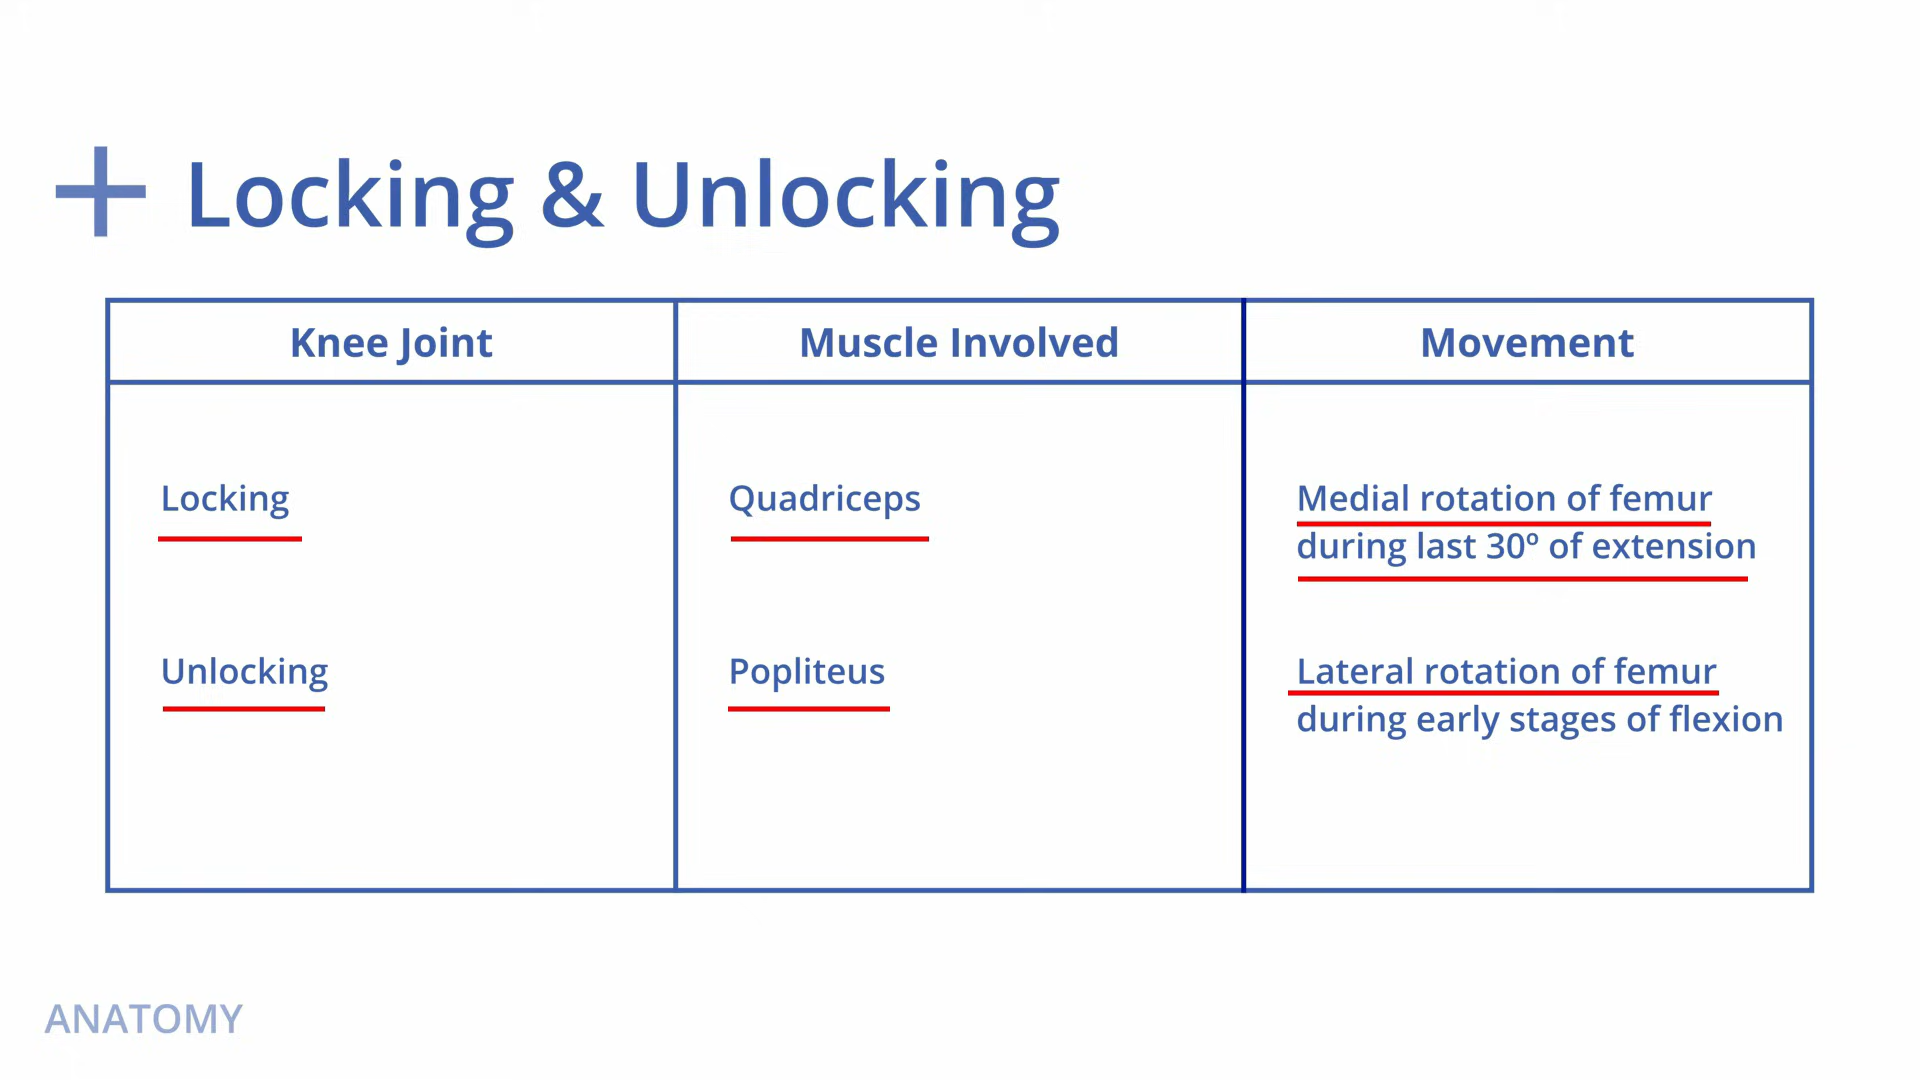 Locking & Unlocking
Knee Joint
Muscle Involved
Movement
Locking
Quadriceps
Medial rotation of femur
during last 30º of extension
Unlocking
Popliteus
Lateral rotation of femur
during early stages of flexion
ANATOMY